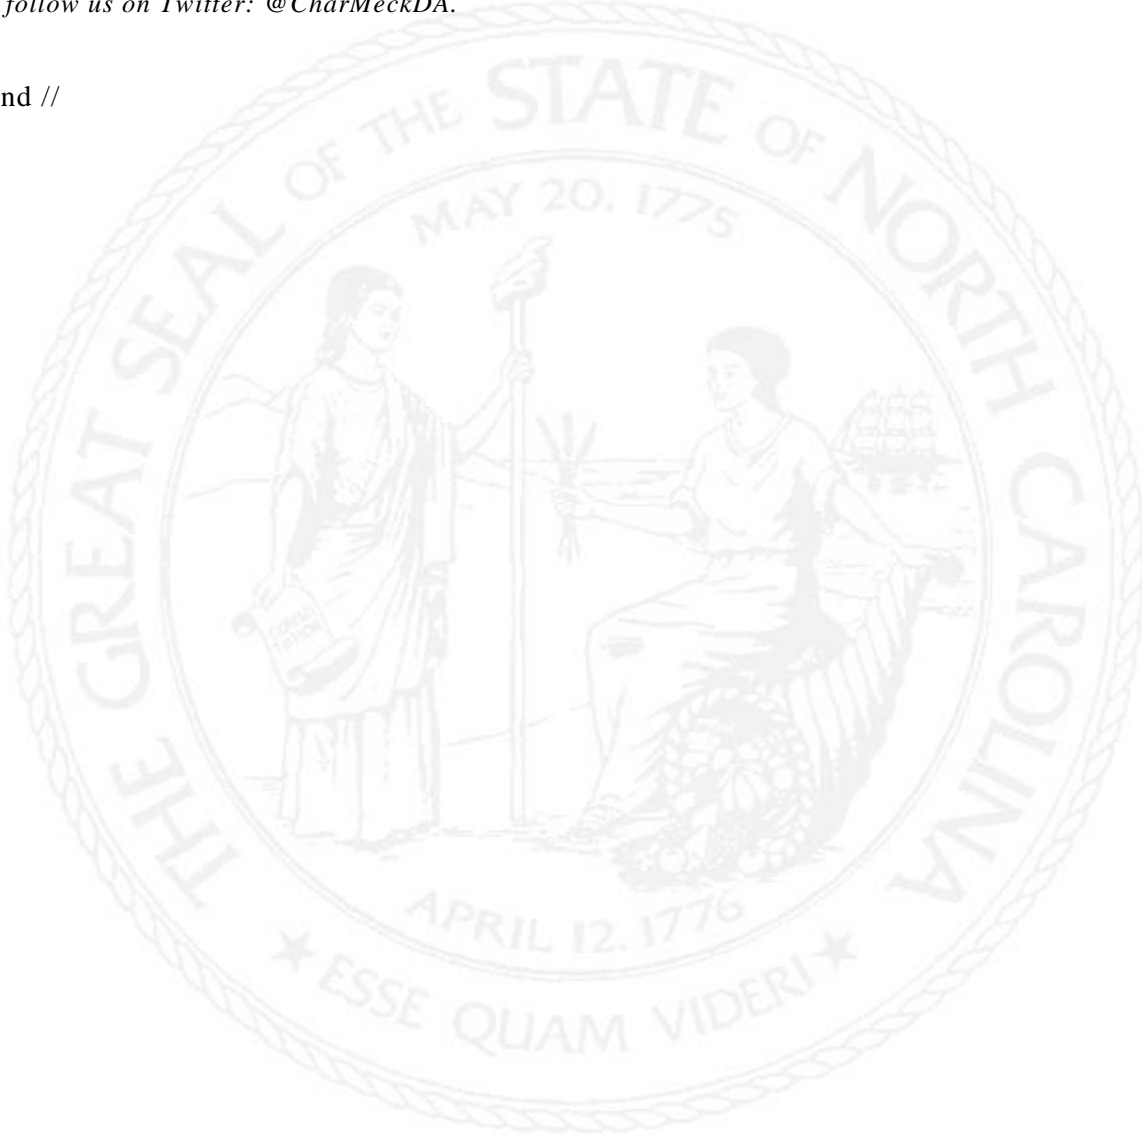 follow us on Twitter: @CharMeckDA.
nd //
THE GREAT SEAL OF THE STATE OF NORTH CAROLINA
MAY 20. 1775
CONSTITUTION
APRIL 12. 1776
★ ESSE QUAM VIDERI ★